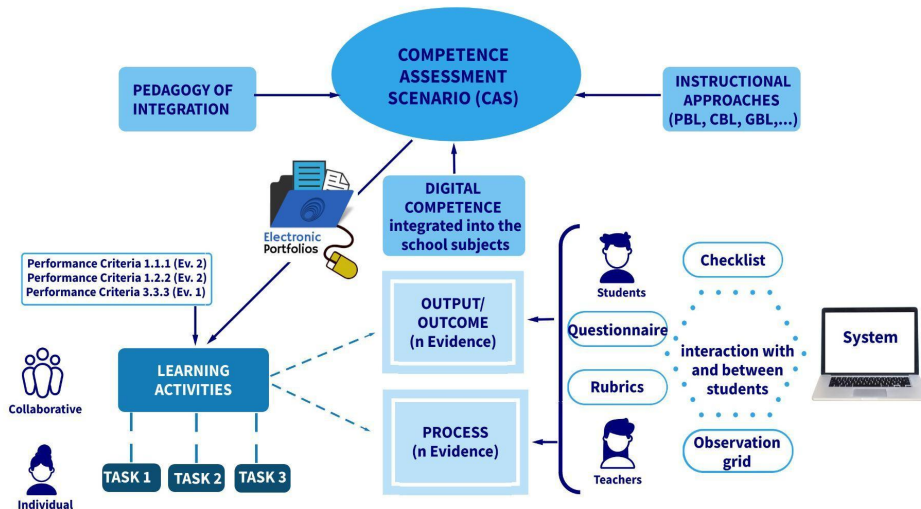 COMPETENCE
ASSESSMENT
SCENARIO (CAS)
PEDAGOGY OF
INTEGRATION
INSTRUCTIONAL
APPROACHES
(PBL, CBL, GBL,...)
DIGITAL
COMPETENCE
integrated into the
school subjects
Electronic
Portfolios
Performance Criteria 1.1.1 (Ev. 2)
Performance Criteria 1.2.2 (Ev. 2)
Performance Criteria 3.3.3 (Ev. 1)
LEARNING
ACTIVITIES
Collaborative
Individual
TASK 1
TASK 2
TASK 3
OUTPUT/
OUTCOME
(n Evidence)
PROCESS
(n Evidence)
Students
Questionnaire
Rubrics
Teachers
Checklist
interaction with
and between
students
Observation
grid
System